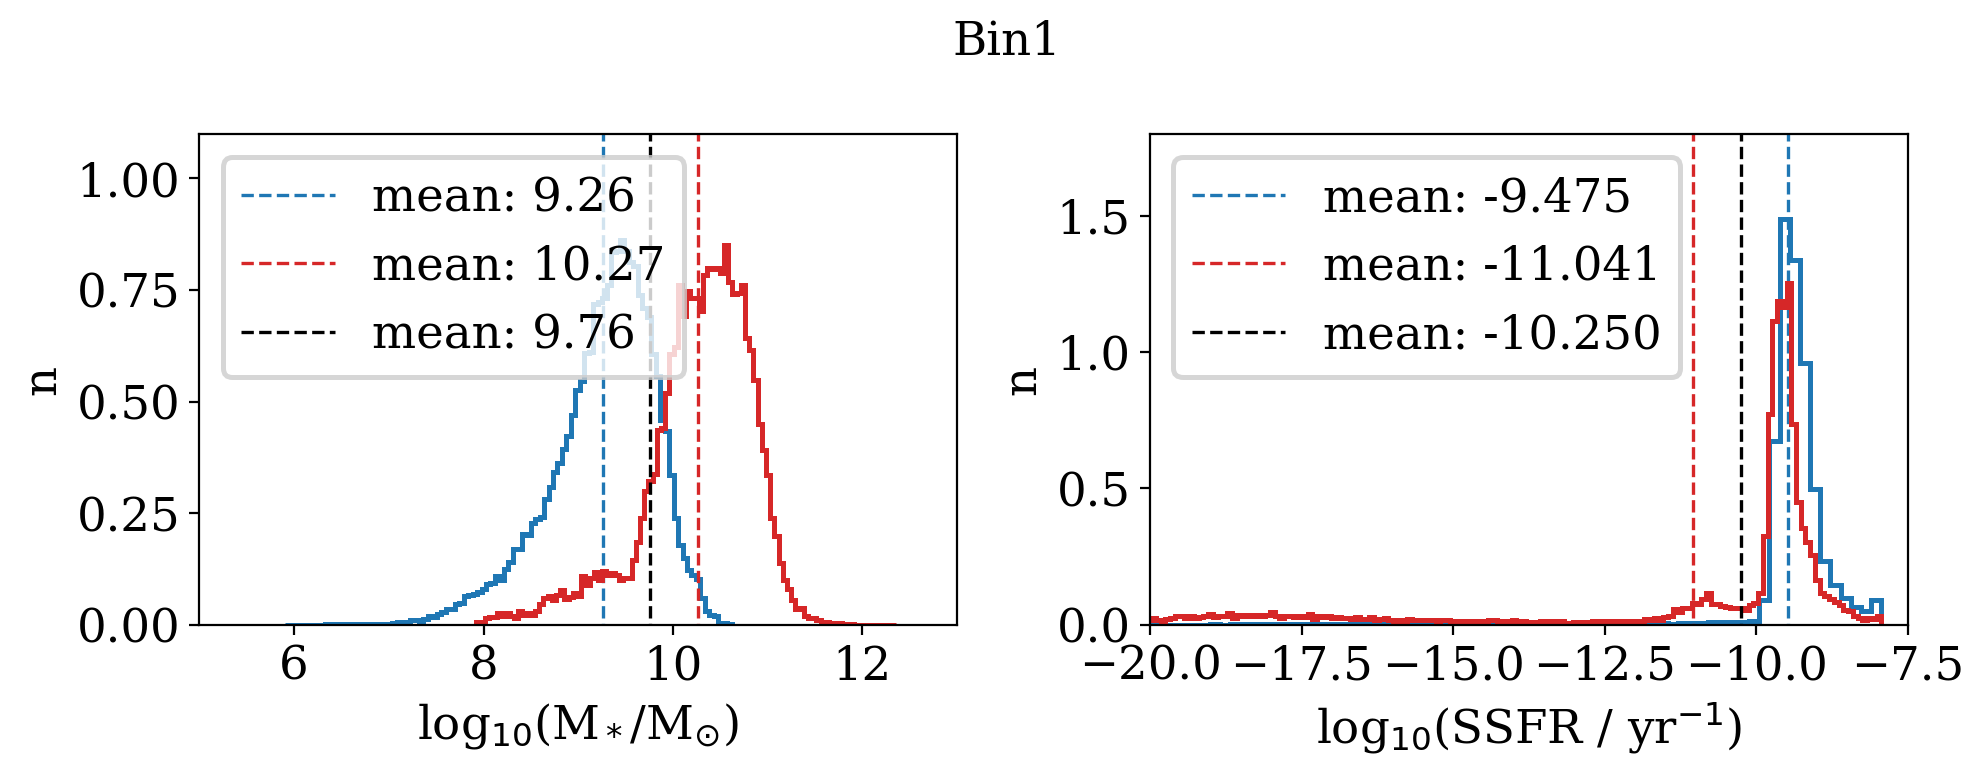 Bin1
1.00
0.75
0.50
0.25
0.00
n
mean: 9.26
mean: 10.27
mean: 9.76
6 8 10 12
log₁₀(M*/M⊙)
1.5
1.0
0.5
0.0
n
mean: -9.475
mean: -11.041
mean: -10.250
−20.0 −17.5 −15.0 −12.5 −10.0 −7.5
log₁₀(SSFR / yr⁻¹)